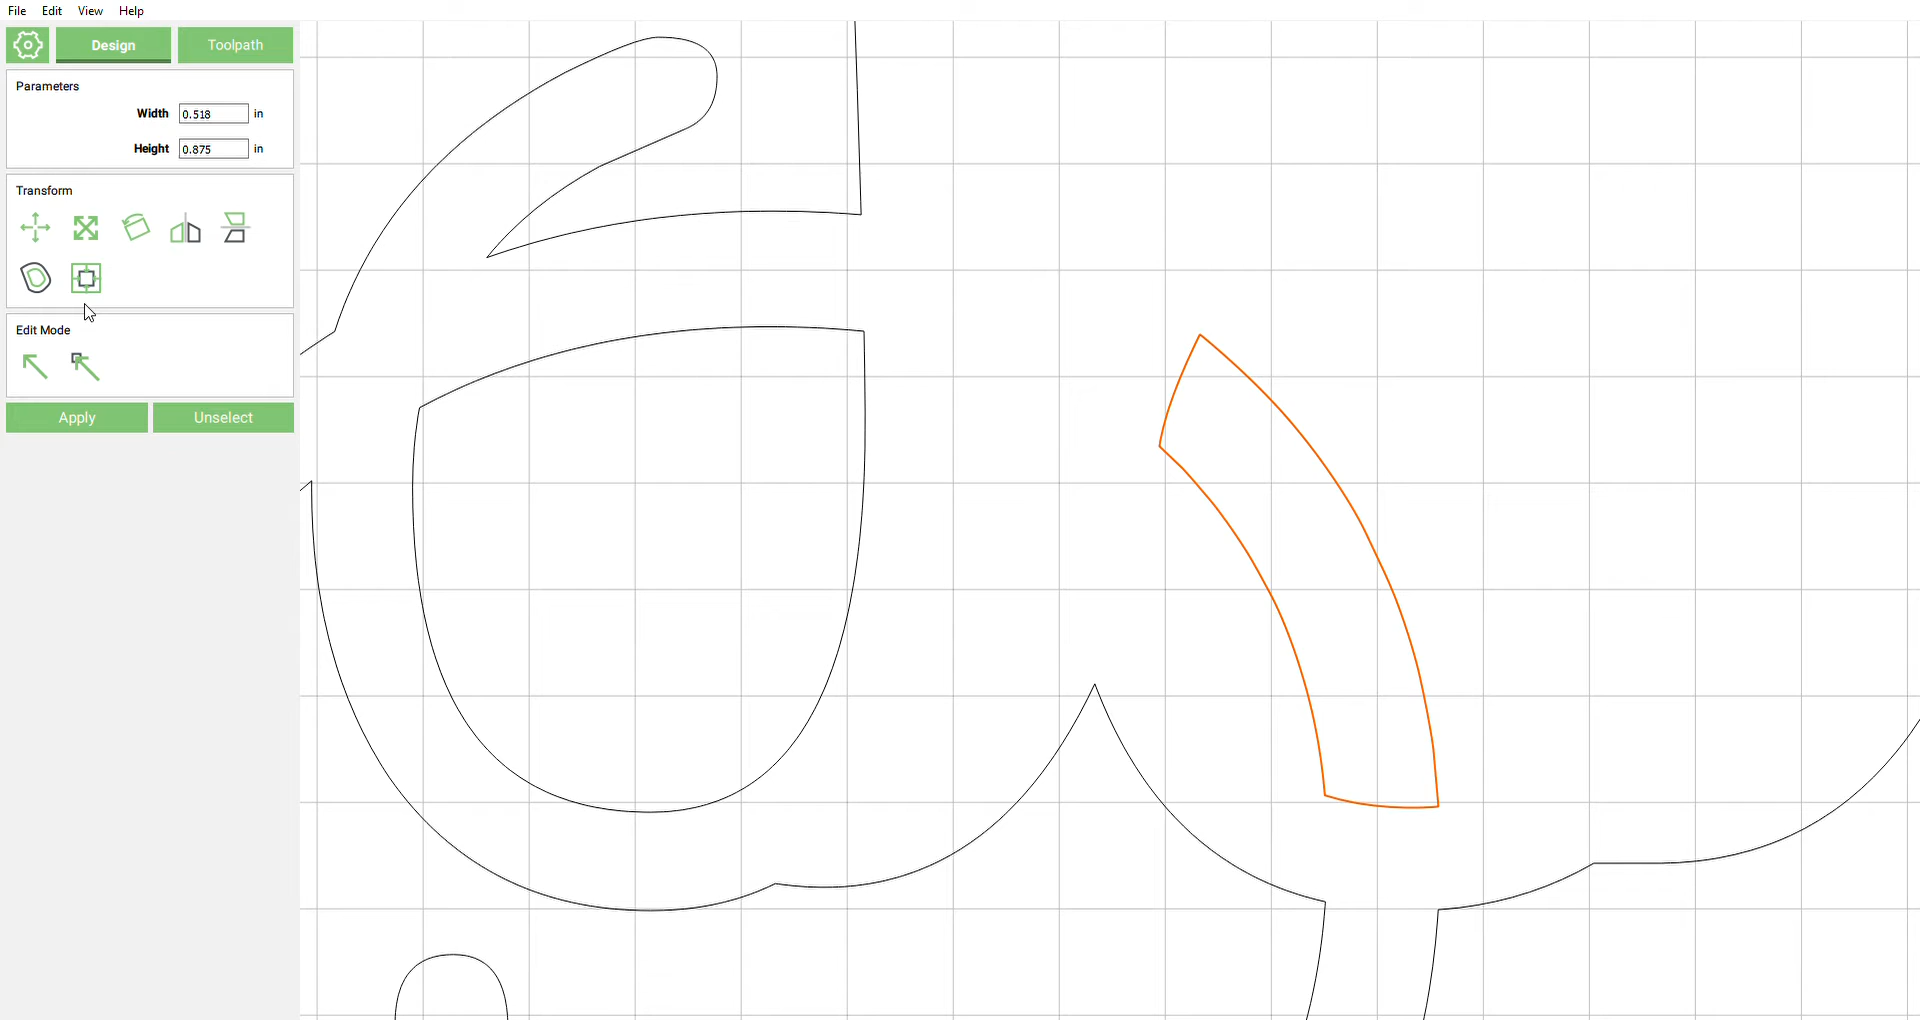 File Edit View Help
Design Toolpath
Parameters
Width 0.518 in
Height 0.875 in
Transform
Edit Mode
Apply Unselect